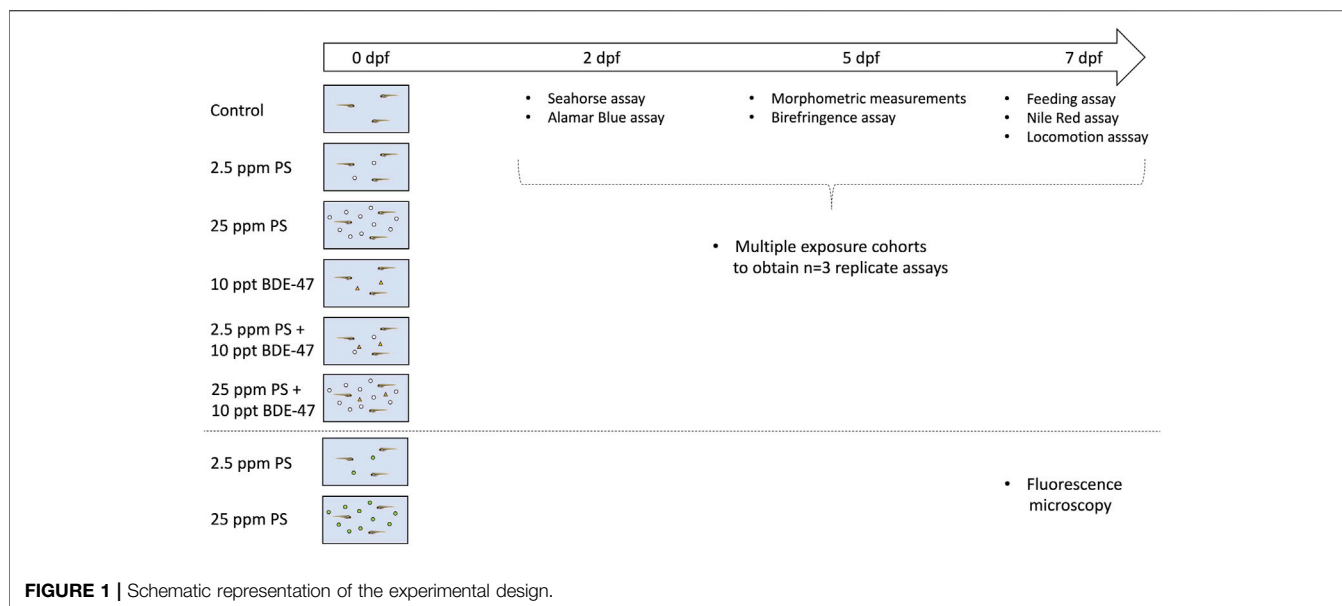 0 dpf 2 dpf 5 dpf 7 dpf
Control
• Seahorse assay
• Alamar Blue assay
• Morphometric measurements
• Birefringence assay
• Feeding assay
• Nile Red assay
• Locomotion asssay
2.5 ppm PS
25 ppm PS
• Multiple exposure cohorts
to obtain n=3 replicate assays
10 ppt BDE-47
2.5 ppm PS +
10 ppt BDE-47
25 ppm PS +
10 ppt BDE-47
2.5 ppm PS
25 ppm PS
• Fluorescence
microscopy
FIGURE 1 | Schematic representation of the experimental design.